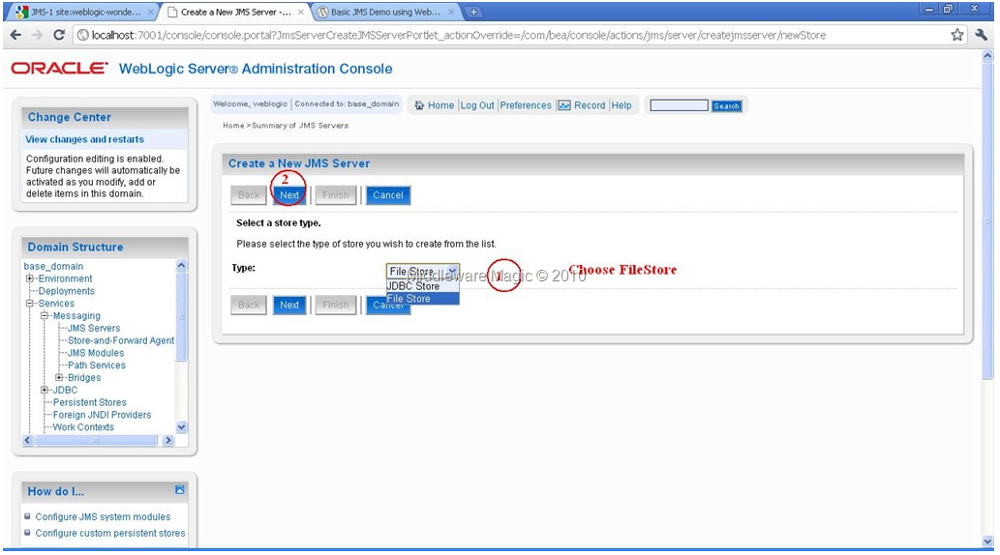 JMS-1 site:weblogic-wonde...
Create a New JMS Server -...
Basic JMS Demo using Web...
localhost:7001/console/console.portal?JmsServerCreateJMSServerPortlet_actionOverride=/com/bea/console/actions/jms/server/createjmsserver/newStore
ORACLE WebLogic Server® Administration Console
Change Center
View changes and restarts
Configuration editing is enabled.
Future changes will automatically be
activated as you modify, add or
delete items in this domain.
Domain Structure
base_domain
Environment
Deployments
Services
Messaging
JMS Servers
Store-and-Forward Agent
JMS Modules
Path Services
Bridges
JDBC
Persistent Stores
Foreign JNDI Providers
Work Contexts
How do I...
Configure JMS system modules
Configure custom persistent stores
Welcome, weblogic Connected to: base_domain
Home Log Out Preferences Record Help Search
Home >Summary of JMS Servers
Create a New JMS Server
2
Back Next Finish Cancel
Select a store type.
Please select the type of store you wish to create from the list.
Type: File Store 1 Choose FileStore
Middleware Magic © 2010
JDBC Store
File Store
Back Next Finish Cancel